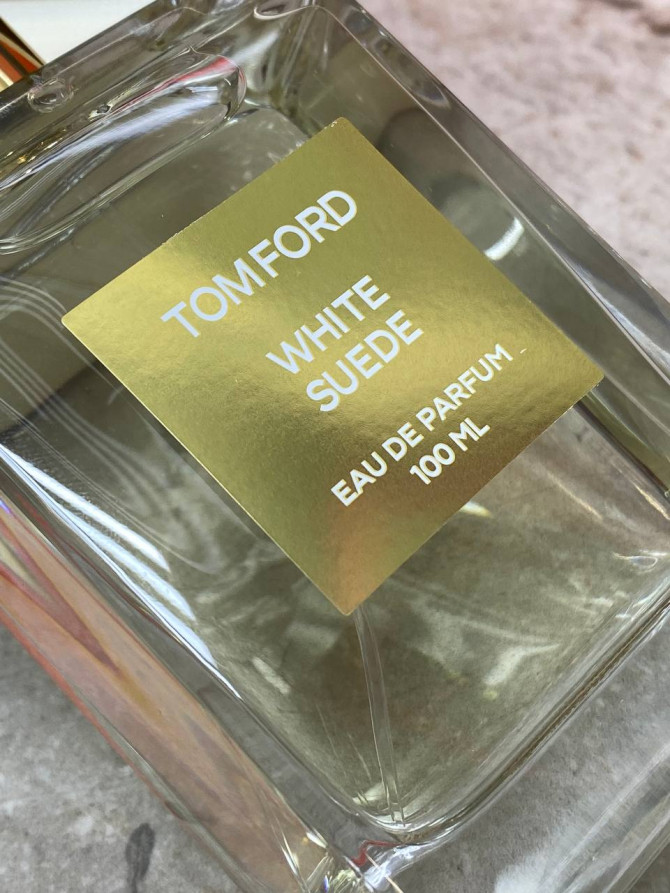 TOM FORD
WHITE
SUEDE
EAU DE PARFUM
100 ML